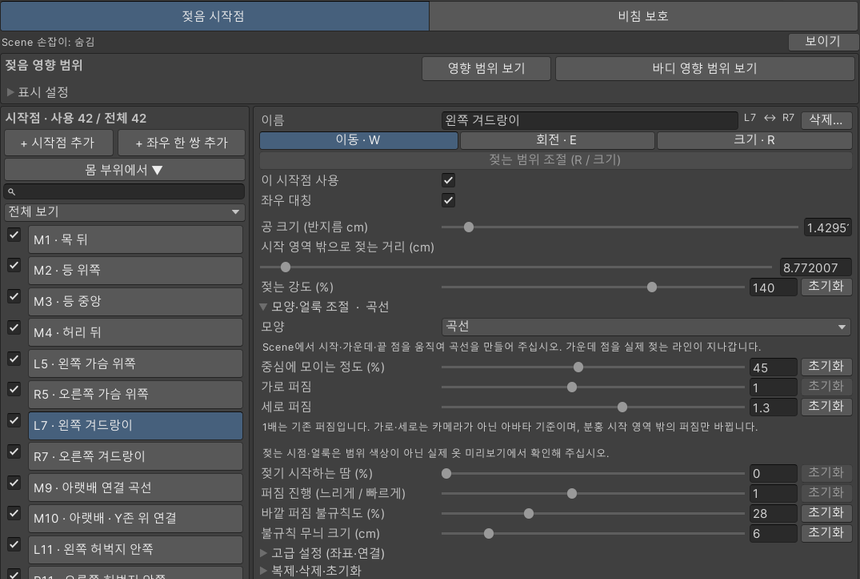 젖음 시작점
비침 보호
Scene 손잡이: 숨김
보이기
젖음 영향 범위
영향 범위 보기
바디 영향 범위 보기
표시 설정
시작점 · 사용 42 / 전체 42
+ 시작점 추가
+ 좌우 한 쌍 추가
몸 부위에서 ▼
전체 보기
M1 · 목 뒤
M2 · 등 위쪽
M3 · 등 중앙
M4 · 허리 뒤
L5 · 왼쪽 가슴 위쪽
R5 · 오른쪽 가슴 위쪽
L7 · 왼쪽 겨드랑이
R7 · 오른쪽 겨드랑이
M9 · 아랫배 연결 곡선
M10 · 아랫배 · Y존 위 연결
L11 · 왼쪽 허벅지 안쪽
R11 · 오른쪽 허벅지 안쪽
이름
왼쪽 겨드랑이
L7 ↔ R7
삭제...
이동 · W
회전 · E
크기 · R
젖는 범위 조절 (R / 크기)
이 시작점 사용
좌우 대칭
공 크기 (반지름 cm)
1.4295
시작 영역 밖으로 젖는 거리 (cm)
8.772007
젖는 강도 (%)
140
초기화
모양·얼룩 조절 · 곡선
모양
곡선
Scene에서 시작·가운데·끝 점을 움직여 곡선을 만들어 주십시오. 가운데 점을 실제 젖는 라인이 지나갑니다.
중심에 모이는 정도 (%)
45
초기화
가로 퍼짐
1
초기화
세로 퍼짐
1.3
초기화
1배는 기존 퍼짐입니다. 가로·세로는 카메라가 아닌 아바타 기준이며, 분홍 시작 영역 밖의 퍼짐만 바뀝니다.
젖는 시점·얼룩은 범위 색상이 아닌 실제 옷 미리보기에서 확인해 주십시오.
젖기 시작하는 땀 (%)
0
초기화
퍼짐 진행 (느리게 / 빠르게)
1
초기화
바깥 퍼짐 불규칙도 (%)
28
초기화
불규칙 무늬 크기 (cm)
6
초기화
고급 설정 (좌표·연결)
복제·삭제·초기화